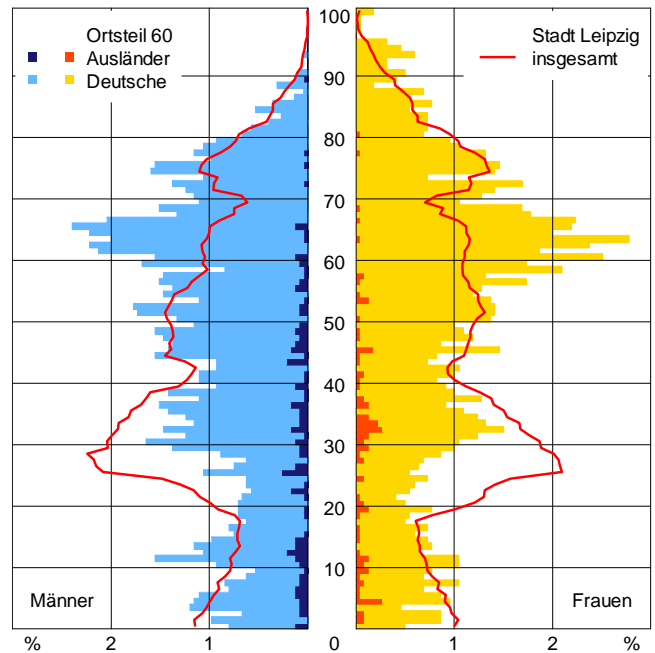 Ortsteil 60
Ausländer
Deutsche
Stadt Leipzig
insgesamt
100
90
80
70
60
50
40
30
20
10
Männer
Frauen
% 2 1 0 1 2 %